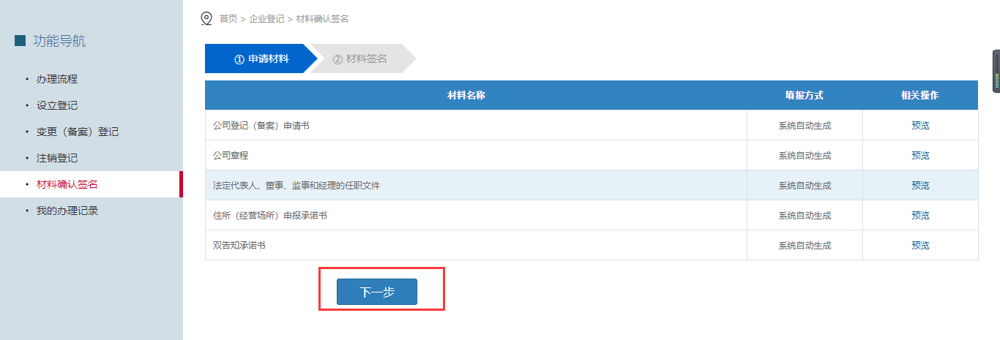 首页 > 企业登记 > 材料确认签名
功能导航
• 办理流程
• 设立登记
• 变更（备案）登记
• 注销登记
• 材料确认签名
• 我的办理记录
① 申请材料 ② 材料签名
材料名称 填报方式 相关操作
公司登记（备案）申请书 系统自动生成 预览
公司章程 系统自动生成 预览
法定代表人、董事、监事和经理的任职文件 系统自动生成 预览
住所（经营场所）申报承诺书 系统自动生成 预览
双告知承诺书 系统自动生成 预览
下一步